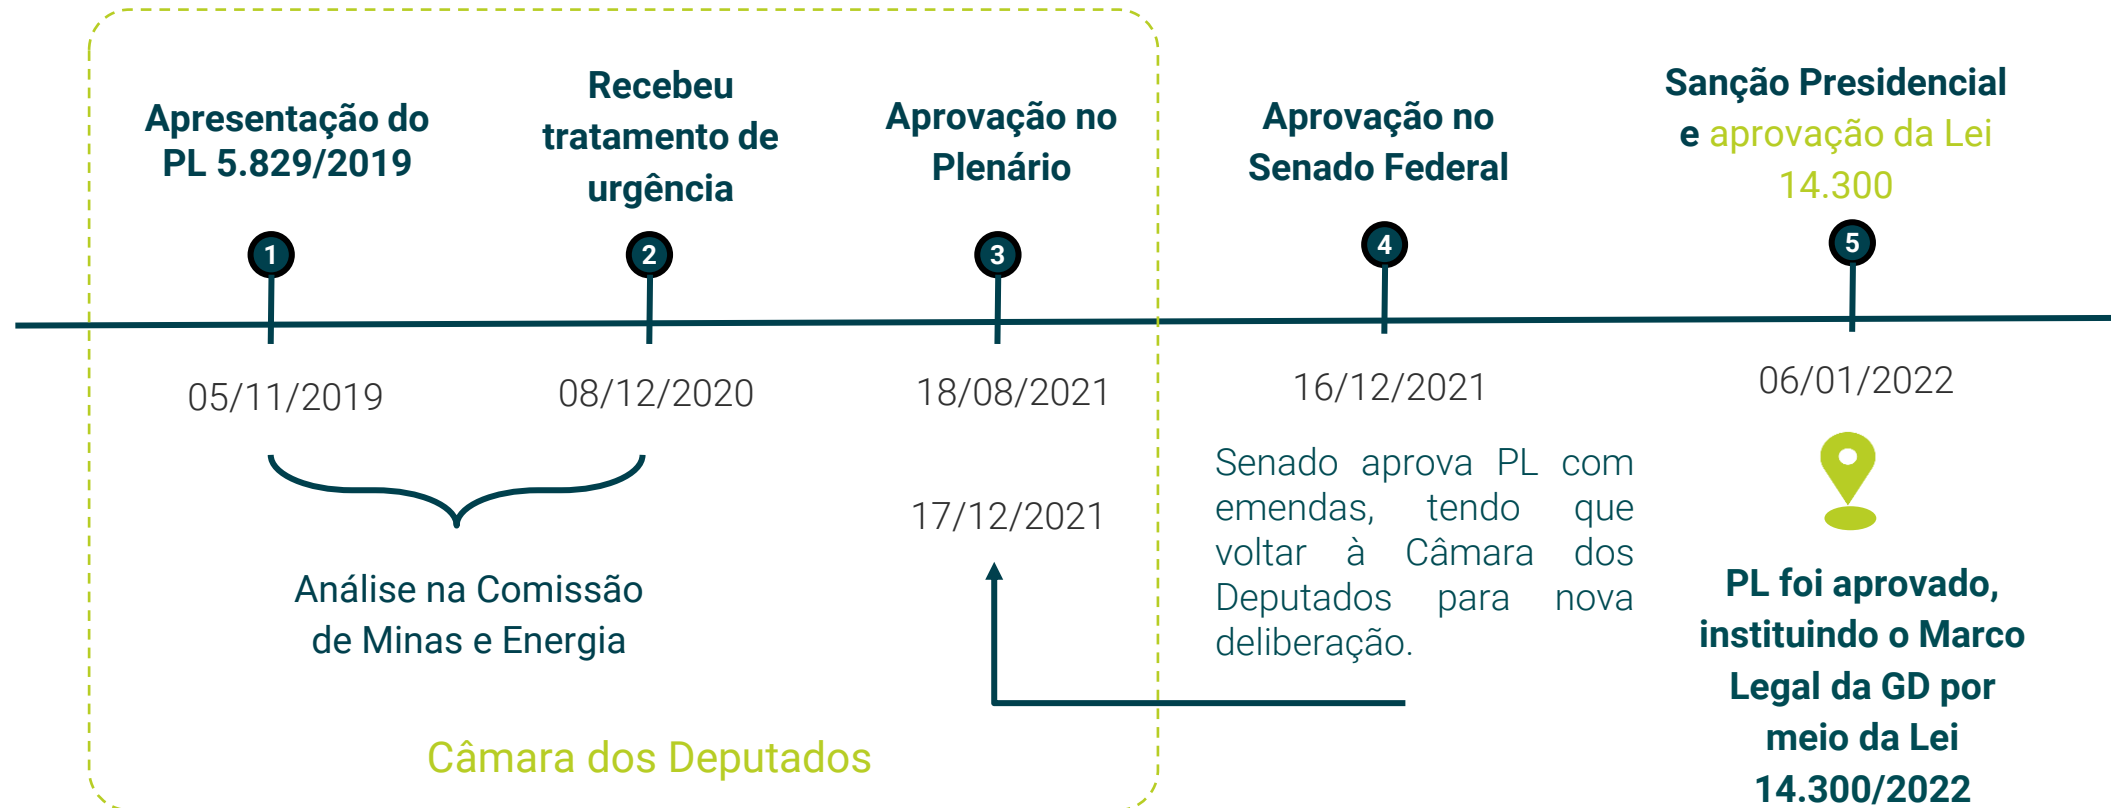 Apresentação do
PL 5.829/2019
1
05/11/2019
Recebeu
tratamento de
urgência
2
08/12/2020
Análise na Comissão
de Minas e Energia
Aprovação no
Plenário
3
18/08/2021
17/12/2021
Câmara dos Deputados
Aprovação no
Senado Federal
4
16/12/2021
Senado aprova PL com
emendas, tendo que
voltar à Câmara dos
Deputados para nova
deliberação.
Sanção Presidencial
e aprovação da Lei
14.300
5
06/01/2022
PL foi aprovado,
instituindo o Marco
Legal da GD por
meio da Lei
14.300/2022